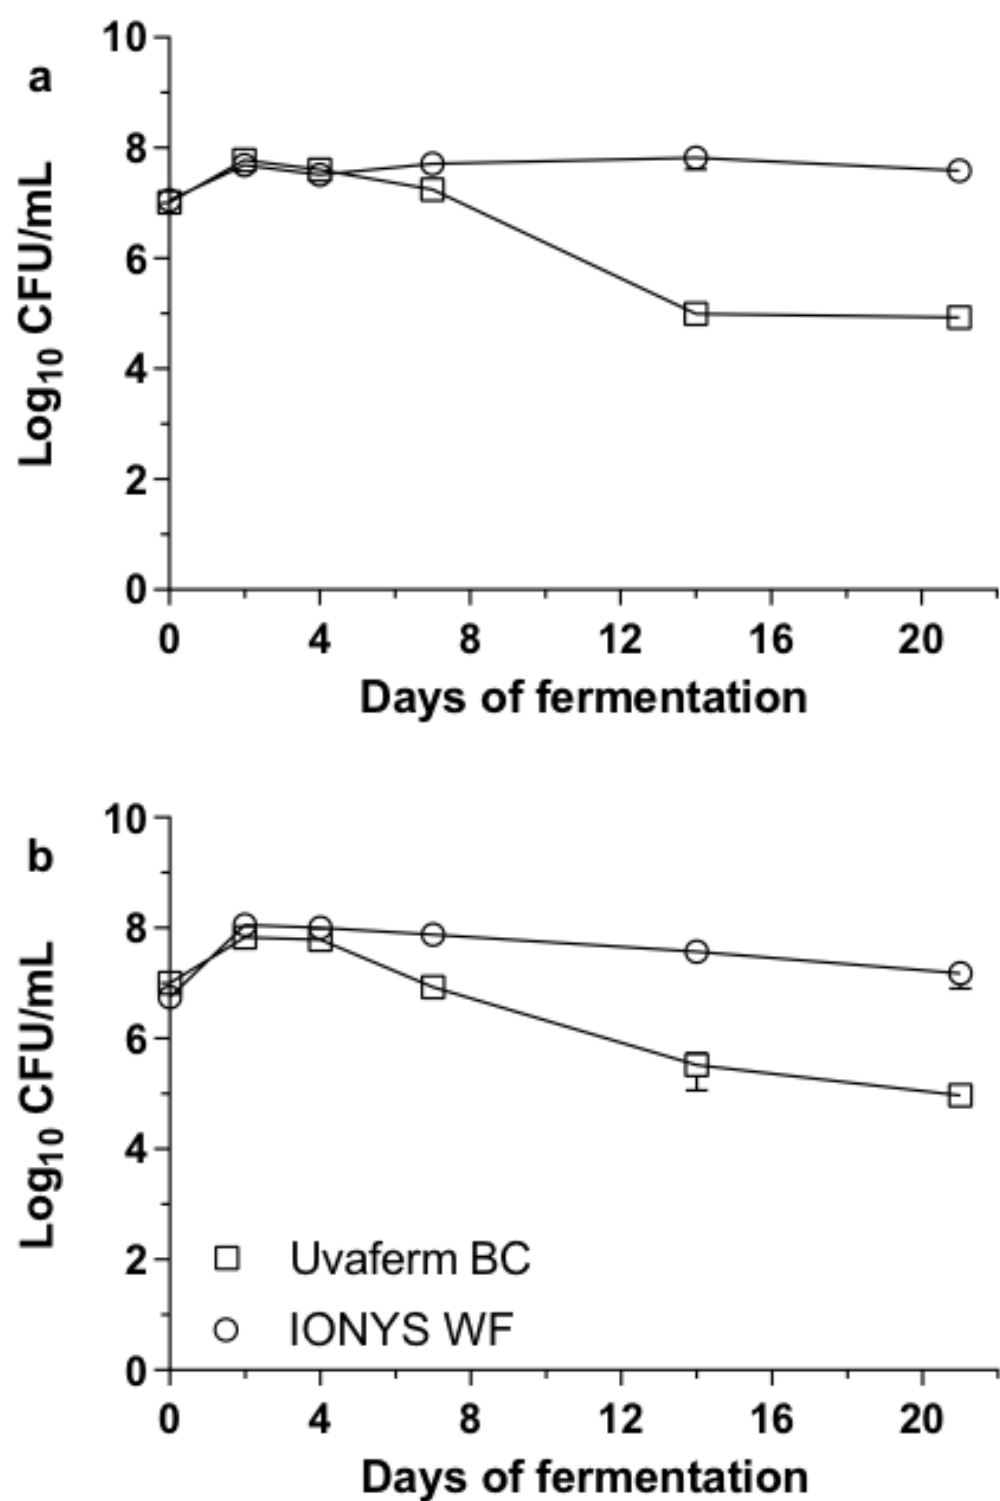 a
10
8
6
4
2
0
Log₁₀ CFU/mL
0 4 8 12 16 20
Days of fermentation
b
10
8
6
4
2
0
Log₁₀ CFU/mL
Uvaferm BC
IONYS WF
0 4 8 12 16 20
Days of fermentation